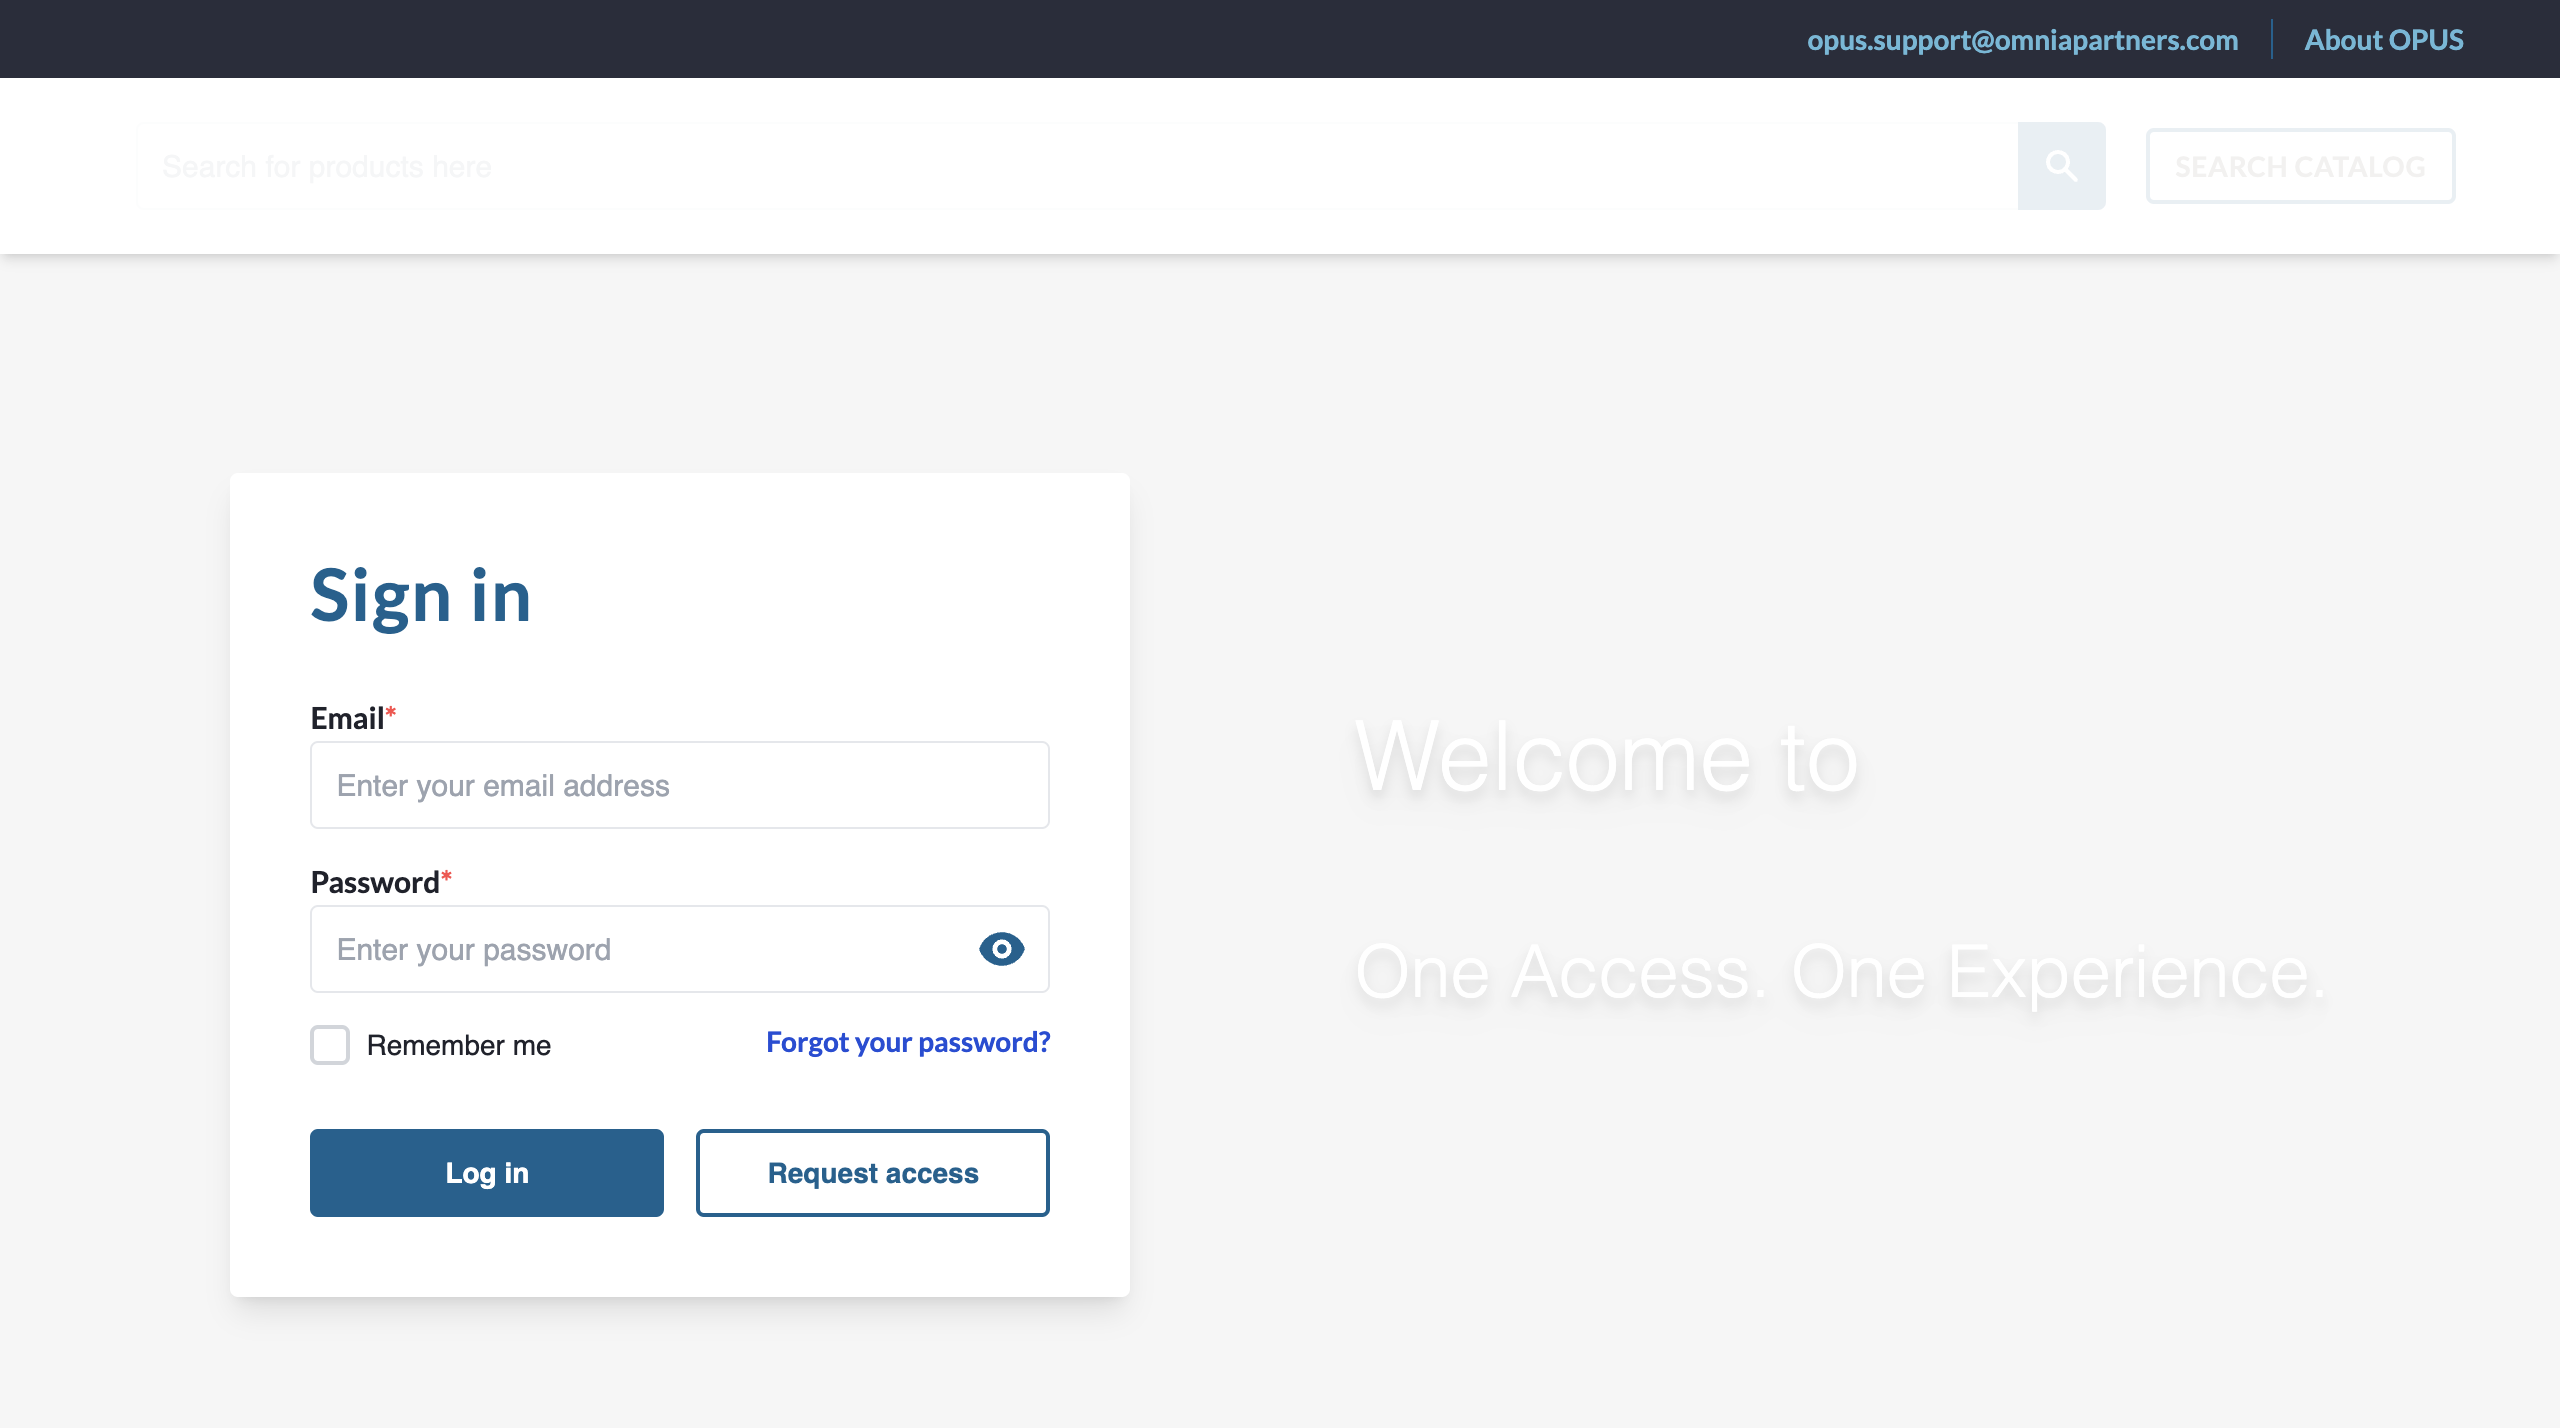 opus.support@omniapartners.com
About OPUS
Search for products here
SEARCH CATALOG
Sign in
Email*
Enter your email address
Password*
Enter your password
Remember me
Forgot your password?
Log in
Request access
Welcome to
One Access. One Experience.